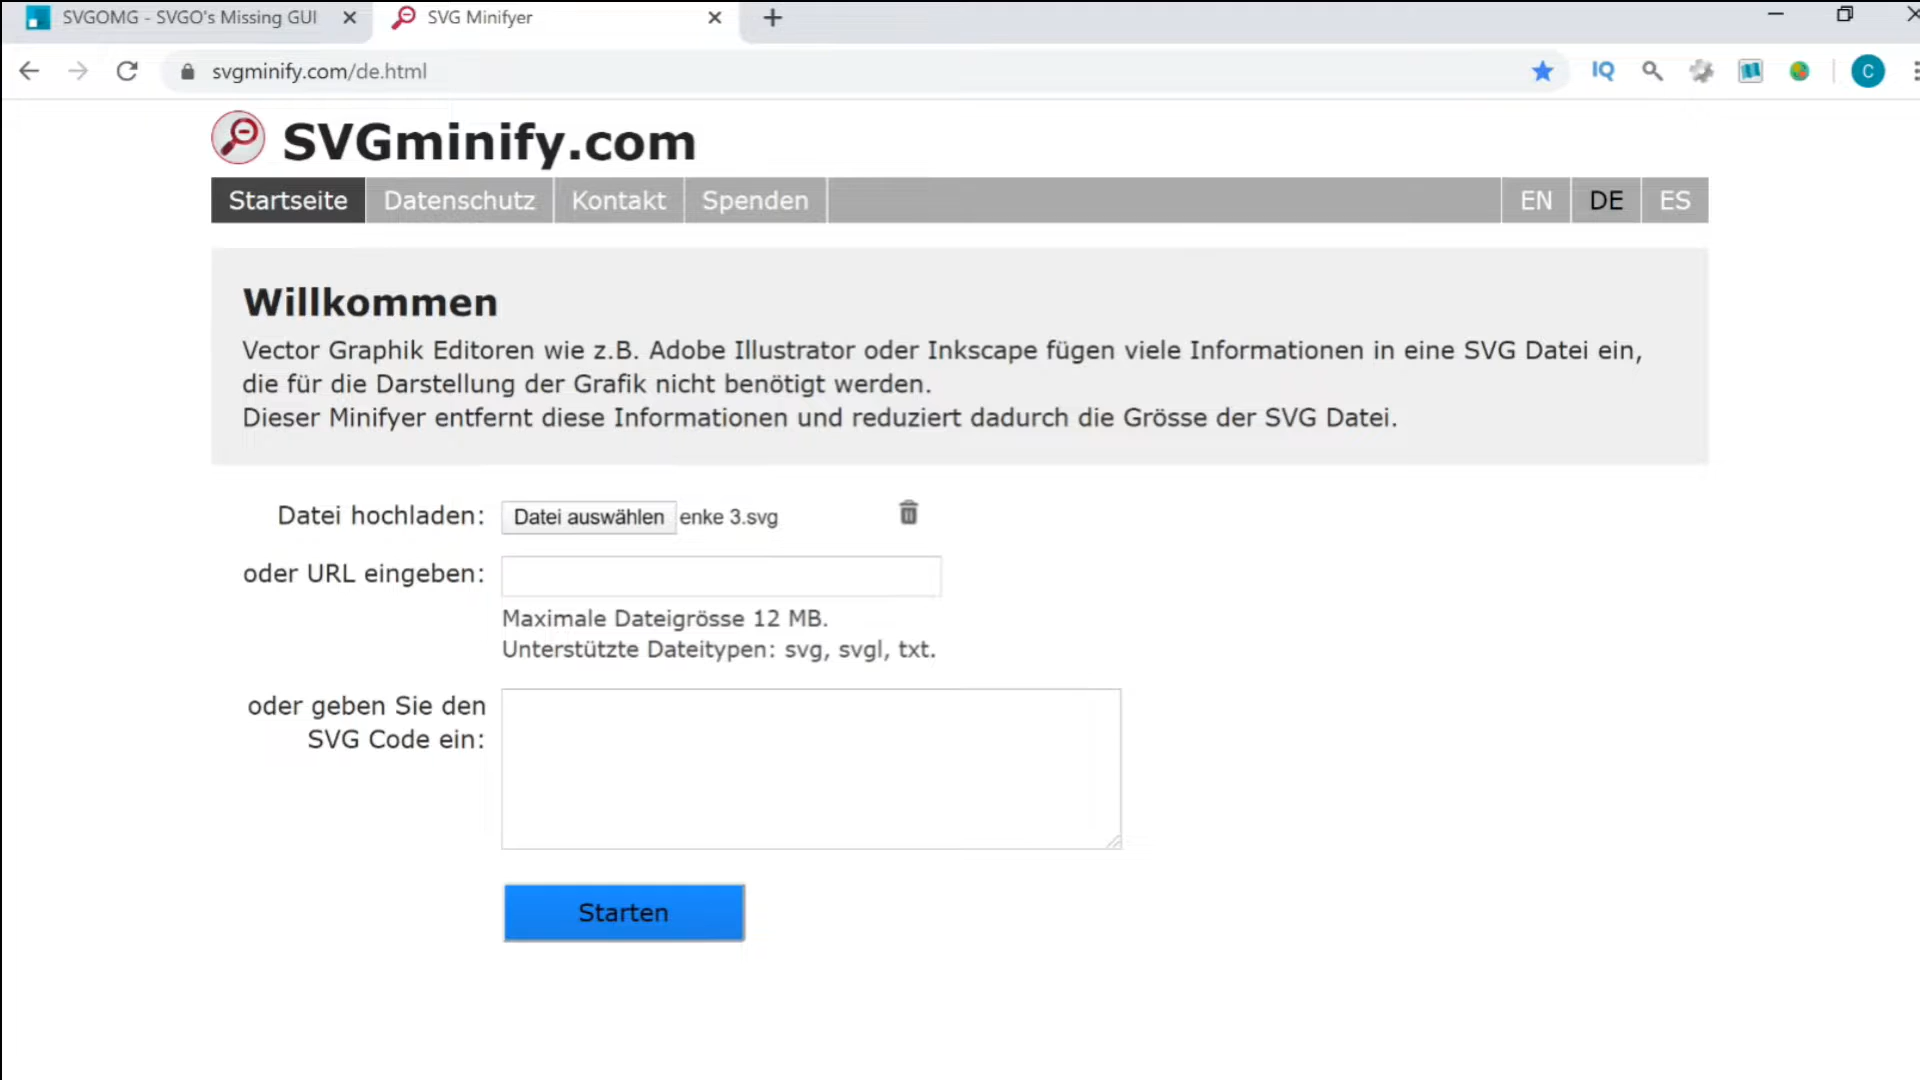 SVGOMG - SVGO's Missing GUI
SVG Minifyer
svgminify.com/de.html
IQ
C
SVGminify.com
Startseite
Datenschutz
Kontakt
Spenden
EN
DE
ES
Willkommen
Vector Graphik Editoren wie z.B. Adobe Illustrator oder Inkscape fügen viele Informationen in eine SVG Datei ein,
die für die Darstellung der Grafik nicht benötigt werden.
Dieser Minifyer entfernt diese Informationen und reduziert dadurch die Grösse der SVG Datei.
Datei hochladen:
Datei auswählen
enke 3.svg
oder URL eingeben:
Maximale Dateigrösse 12 MB.
Unterstützte Dateitypen: svg, svgl, txt.
oder geben Sie den
SVG Code ein:
Starten